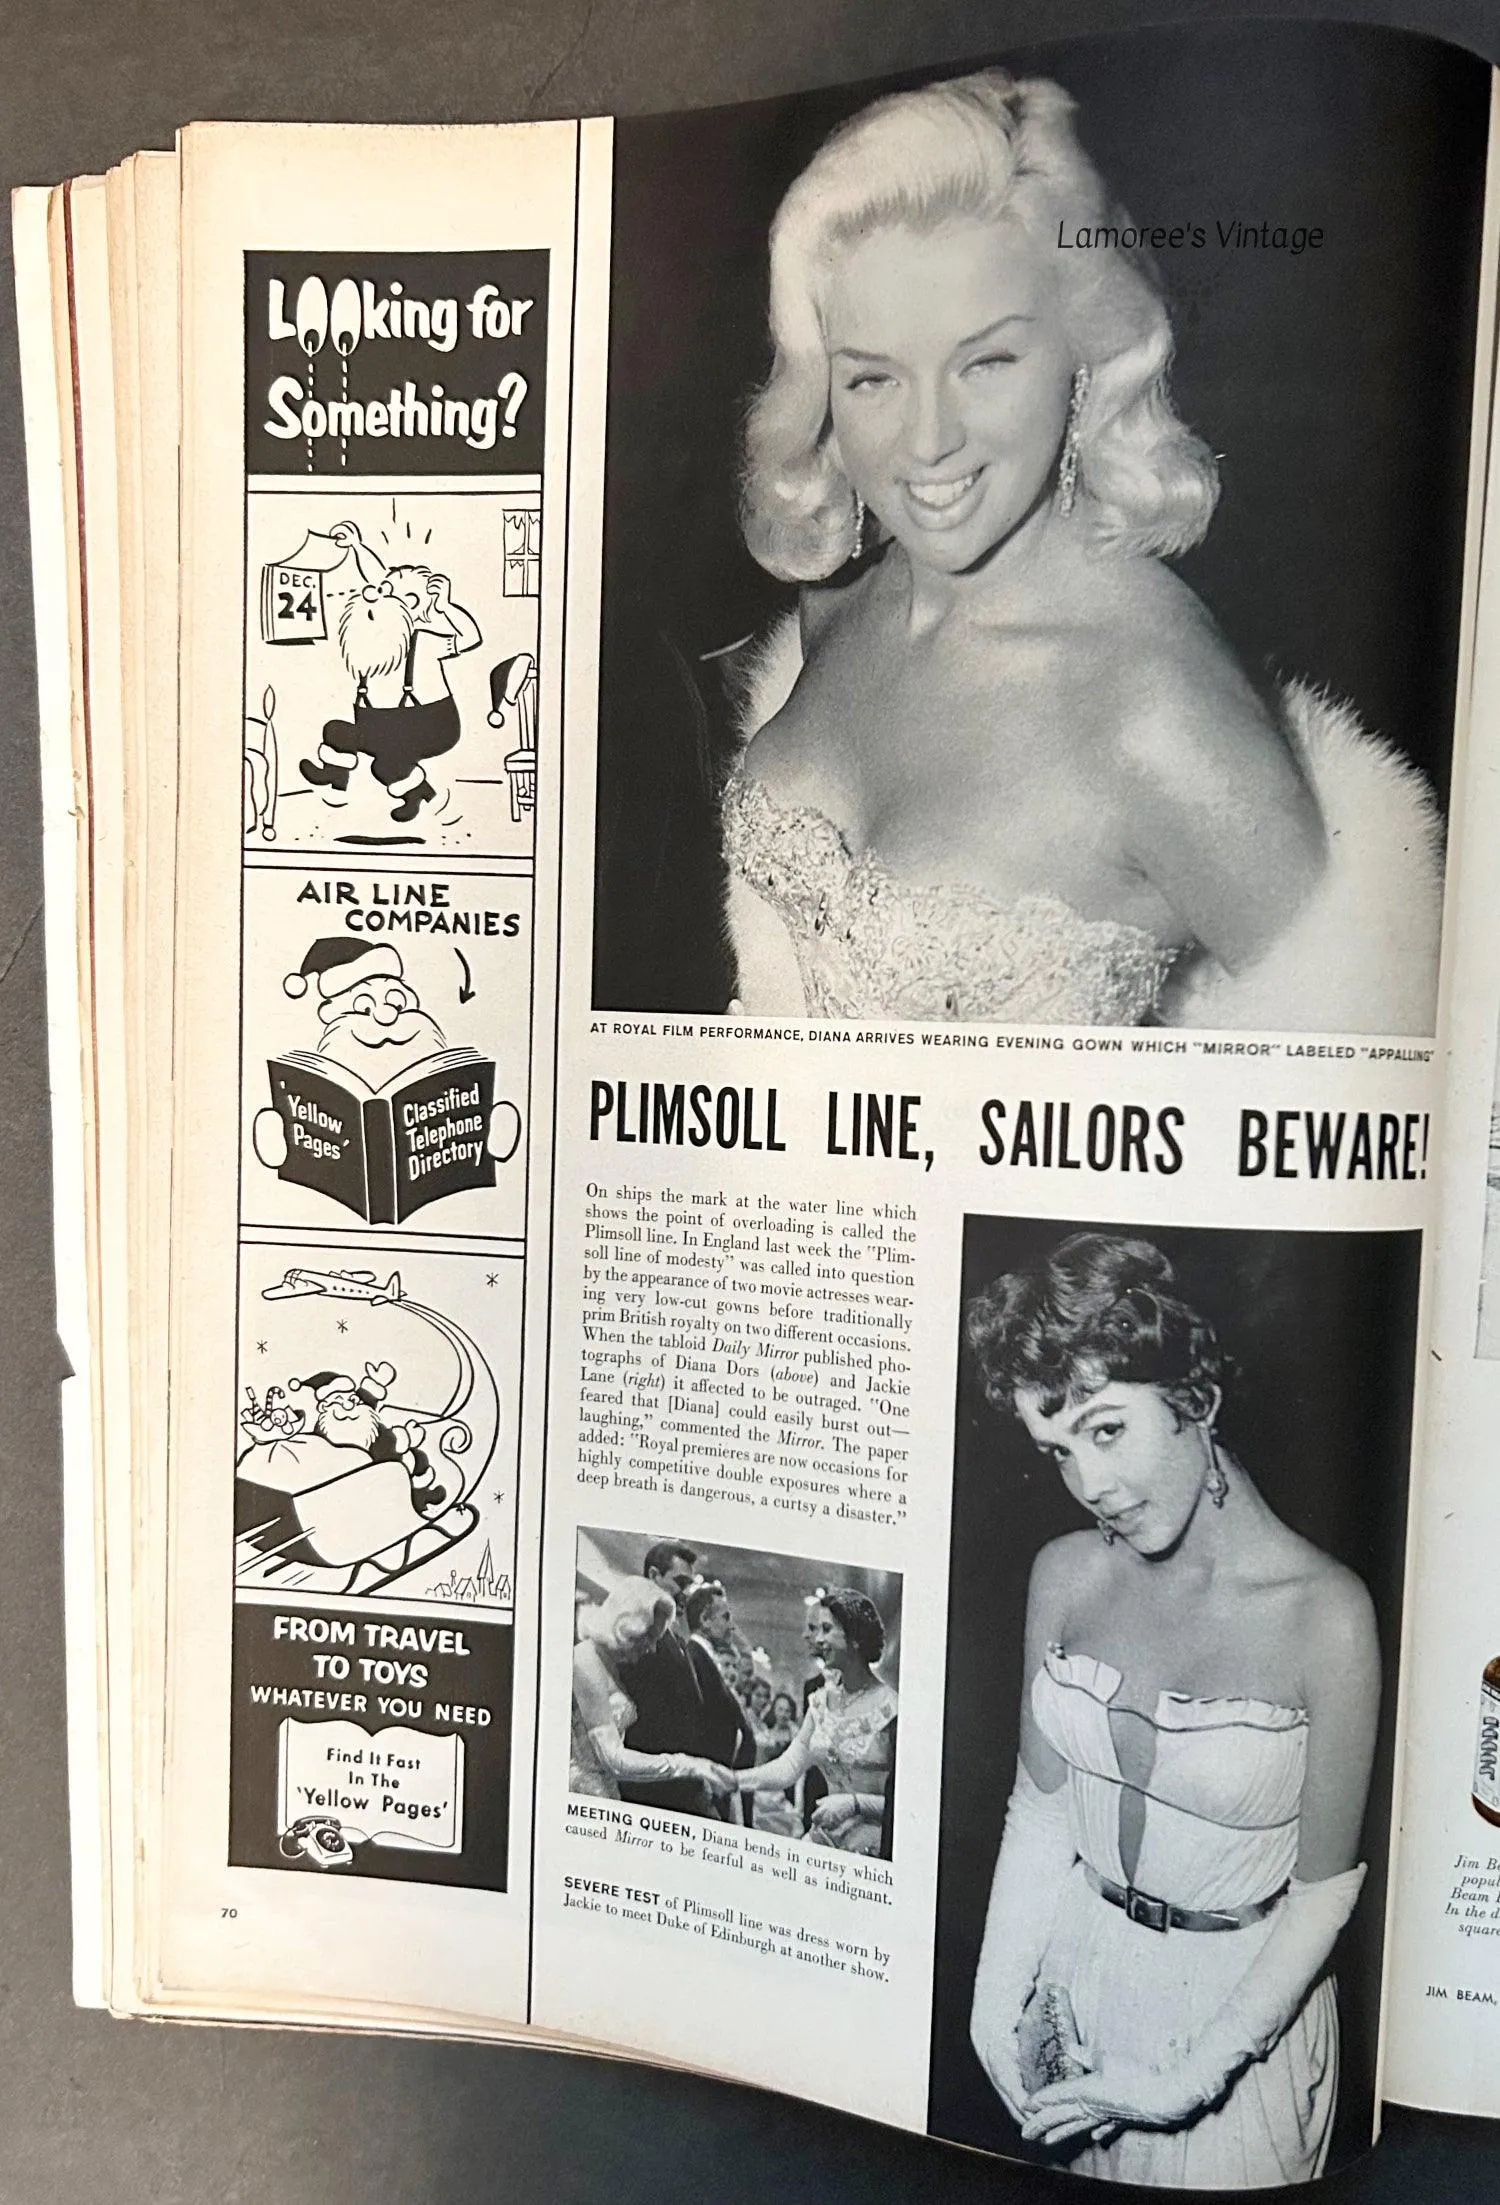 Lamoree's Vintage
Looking for
Something?
DEC.
24
AIR LINE
COMPANIES
'Yellow
Pages'
Classified
Telephone
Directory
FROM TRAVEL
TO TOYS
WHATEVER YOU NEED
Find It Fast
In The
'Yellow Pages'
70
AT ROYAL FILM PERFORMANCE, DIANA ARRIVES WEARING EVENING GOWN WHICH "MIRROR" LABELED "APPALLING"
PLIMSOLL LINE, SAILORS BEWARE!
On ships the mark at the water line which
shows the point of overloading is called the
Plimsoll line. In England last week the "Plim-
soll line of modesty" was called into question
by the appearance of two movie actresses wear-
ing very low-cut gowns before traditionally
prim British royalty on two different occasions.
When the tabloid Daily Mirror published pho-
tographs of Diana Dors (above) and Jackie
Lane (right) it affected to be outraged. "One
feared that [Diana] could easily burst out—
laughing," commented the Mirror. The paper
added: "Royal premieres are now occasions for
highly competitive double exposures where a
deep breath is dangerous, a curtsy a disaster."
MEETING QUEEN, Diana bends in curtsy which
caused Mirror to be fearful as well as indignant.
SEVERE TEST of Plimsoll line was dress worn by
Jackie to meet Duke of Edinburgh at another show.
Jim
Beam
In the
JIM BEAM,